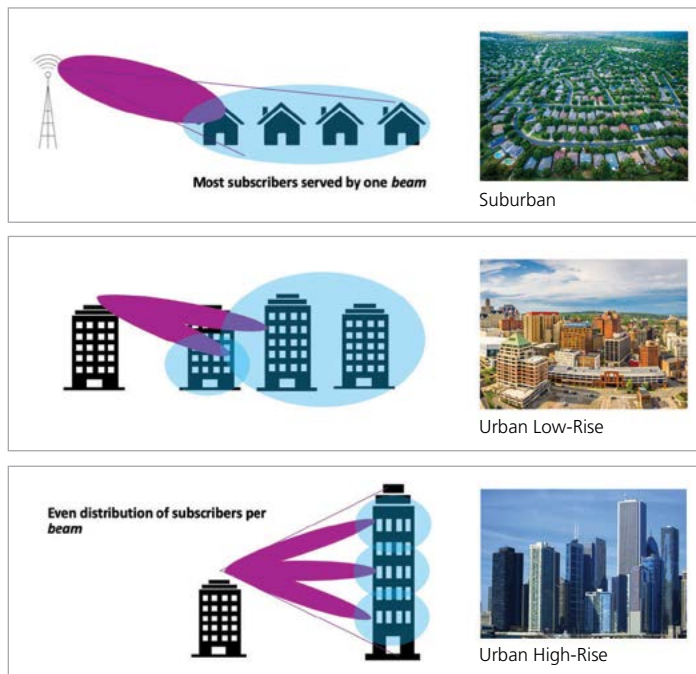 Most subscribers served by one beam
Suburban
Urban Low-Rise
Even distribution of subscribers per
beam
Urban High-Rise